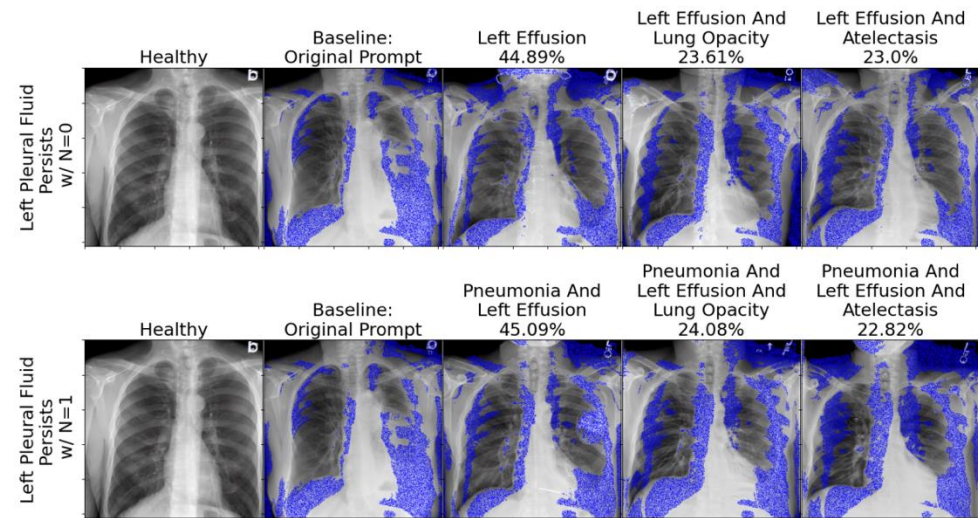 Left Pleural Fluid
Persists
w/ N=0
Healthy
Baseline:
Original Prompt
Left Effusion
44.89%
Left Effusion And
Lung Opacity
23.61%
Left Effusion And
Atelectasis
23.0%
Left Pleural Fluid
Persists
w/ N=1
Healthy
Baseline:
Original Prompt
Pneumonia And
Left Effusion
45.09%
Pneumonia And
Left Effusion And
Lung Opacity
24.08%
Pneumonia And
Left Effusion And
Atelectasis
22.82%